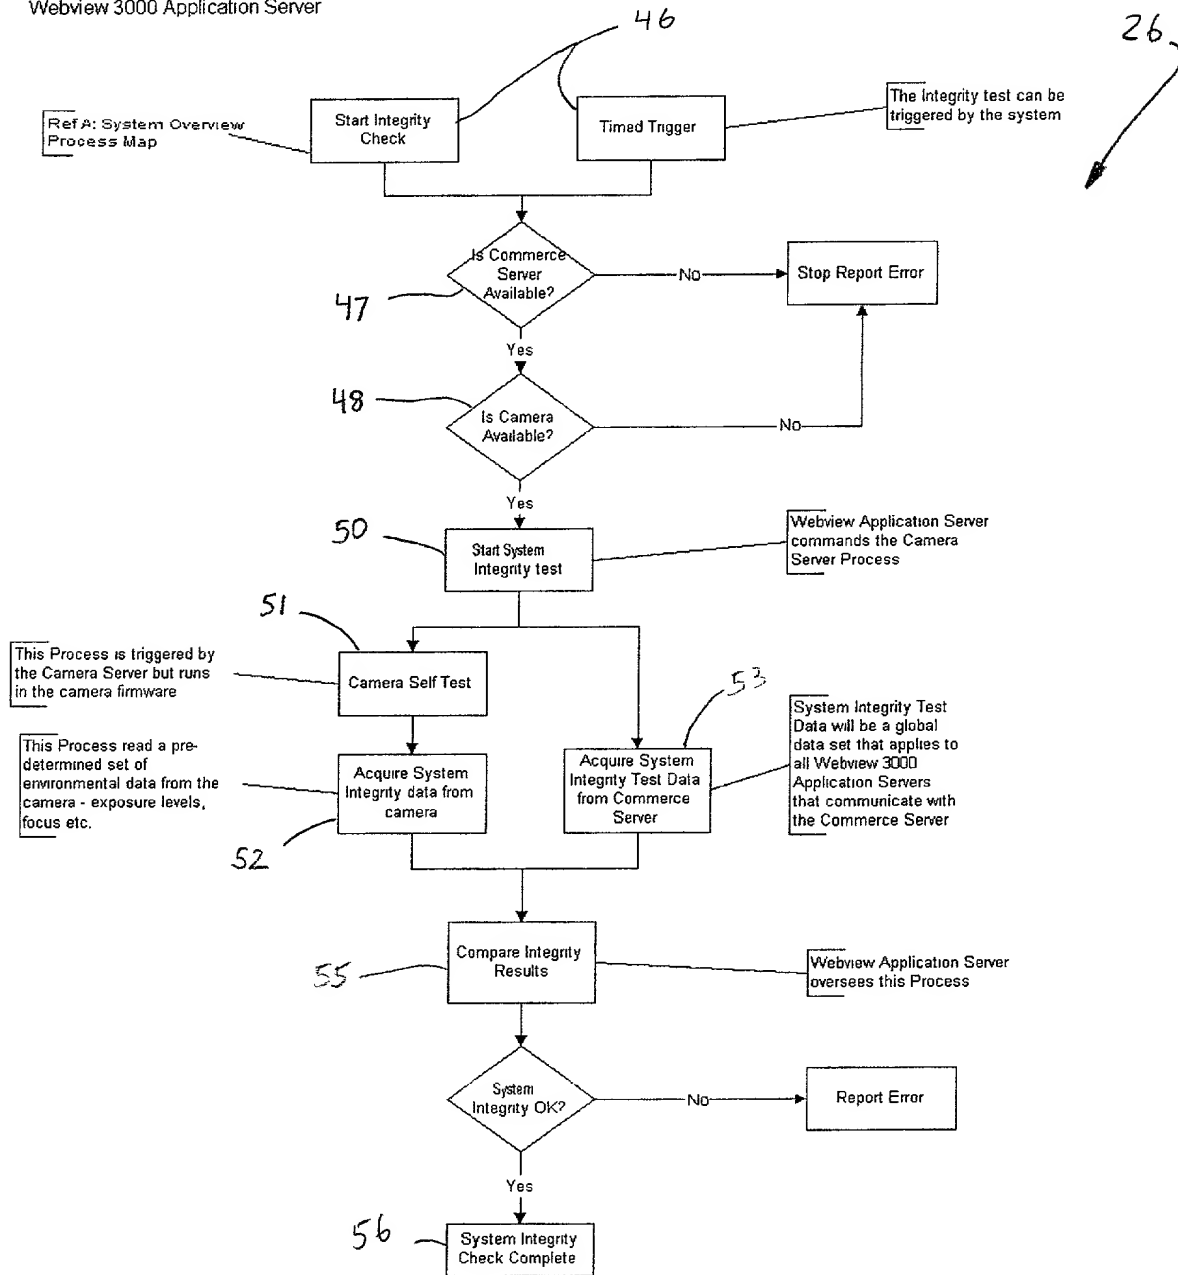 Webview 3000 Application Server
46
26
Ref A: System Overview
Process Map
Start Integrity
Check
Timed Trigger
The Integrity test can be
triggered by the system
Is Commerce
Server
Available?
No
Stop Report Error
47
Yes
48
Is Camera
Available?
No
Yes
50
Start System
Integrity test
Webview Application Server
commands the Camera
Server Process
51
This Process is triggered by
the Camera Server but runs
in the camera firmware
Camera Self Test
53
System Integrity Test
Data will be a global
data set that applies to
all Webview 3000
Application Servers
that communicate with
the Commerce Server
This Process read a pre-
determined set of
environmental data from the
camera - exposure levels,
focus etc.
Acquire System
Integrity data from
camera
Acquire System
Integrity Test Data
from Commerce
Server
52
Compare Integrity
Results
55
Webview Application Server
oversees this Process
System
Integrity OK?
No
Report Error
Yes
56
System Integrity
Check Complete